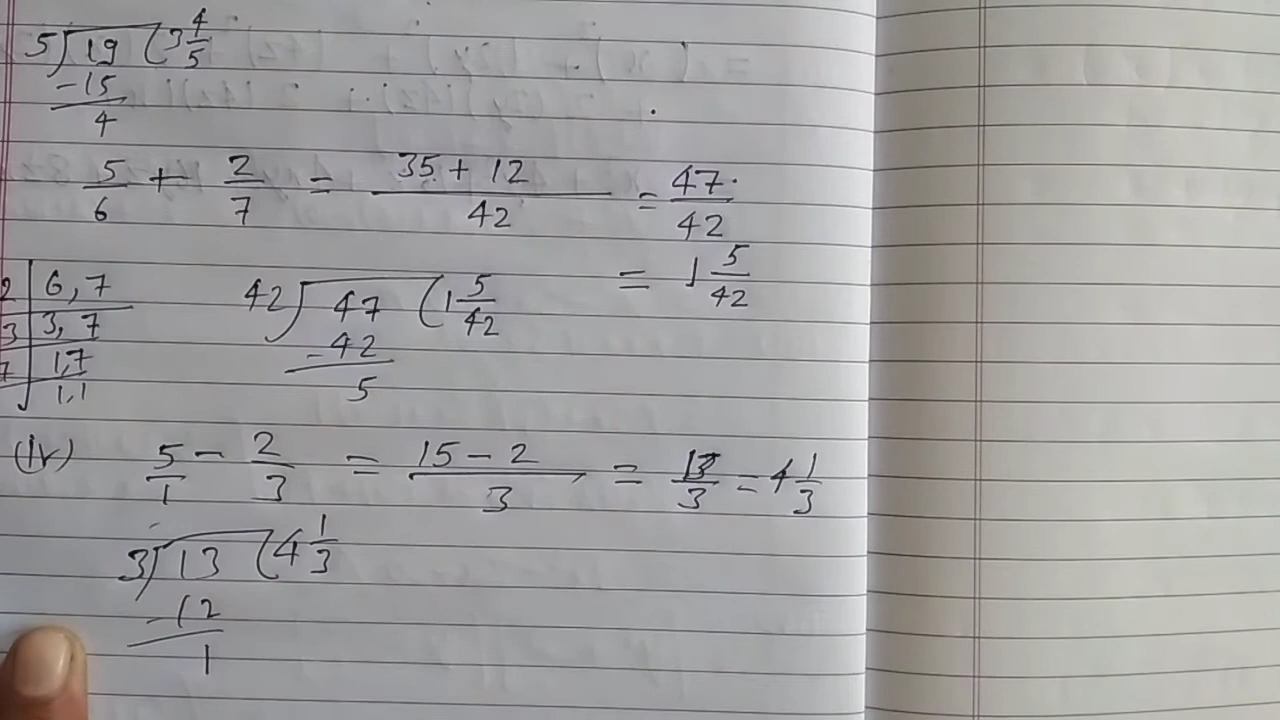 5 ) 19 ( 3 4/5
-15
4
5/6 + 2/7 = (35 + 12)/42 = 47/42
= 1 5/42
2 | 6, 7
3 | 3, 7
7 | 1, 7
1, 1
42 ) 47 ( 1 5/42
-42
5
(iv) 5/1 - 2/3 = (15 - 2)/3 = 13/3 = 4 1/3
3 ) 13 ( 4 1/3
-12
1